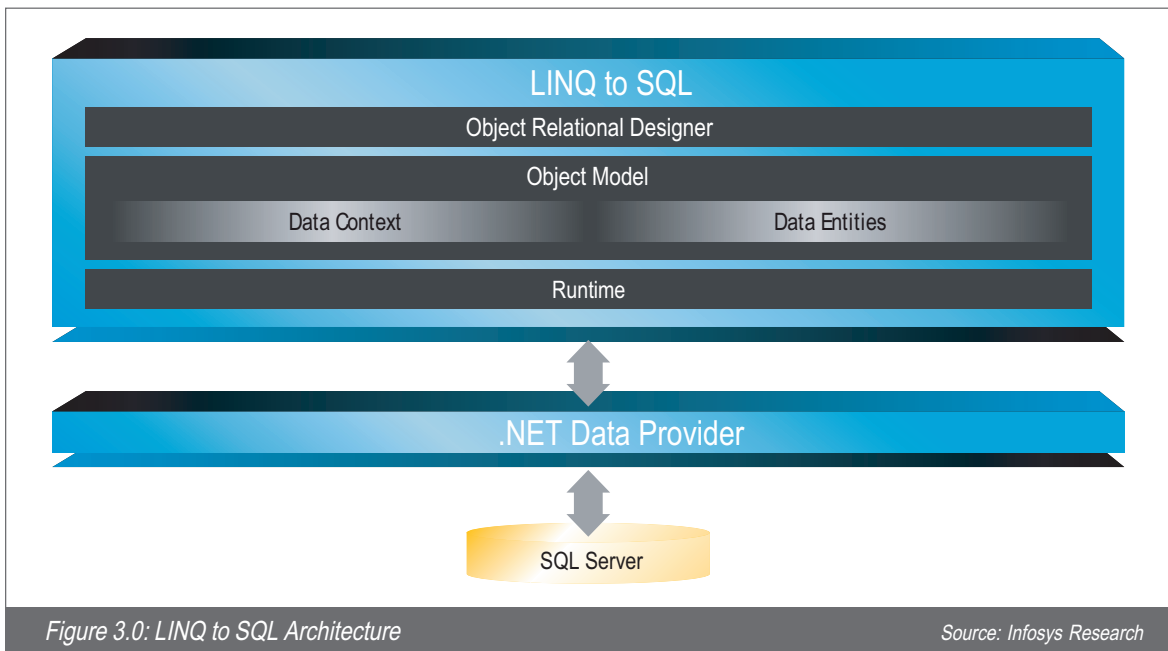 LINQ to SQL
Object Relational Designer
Object Model
Data Context
Data Entities
Runtime
.NET Data Provider
SQL Server
Figure 3.0: LINQ to SQL Architecture
Source: Infosys Research